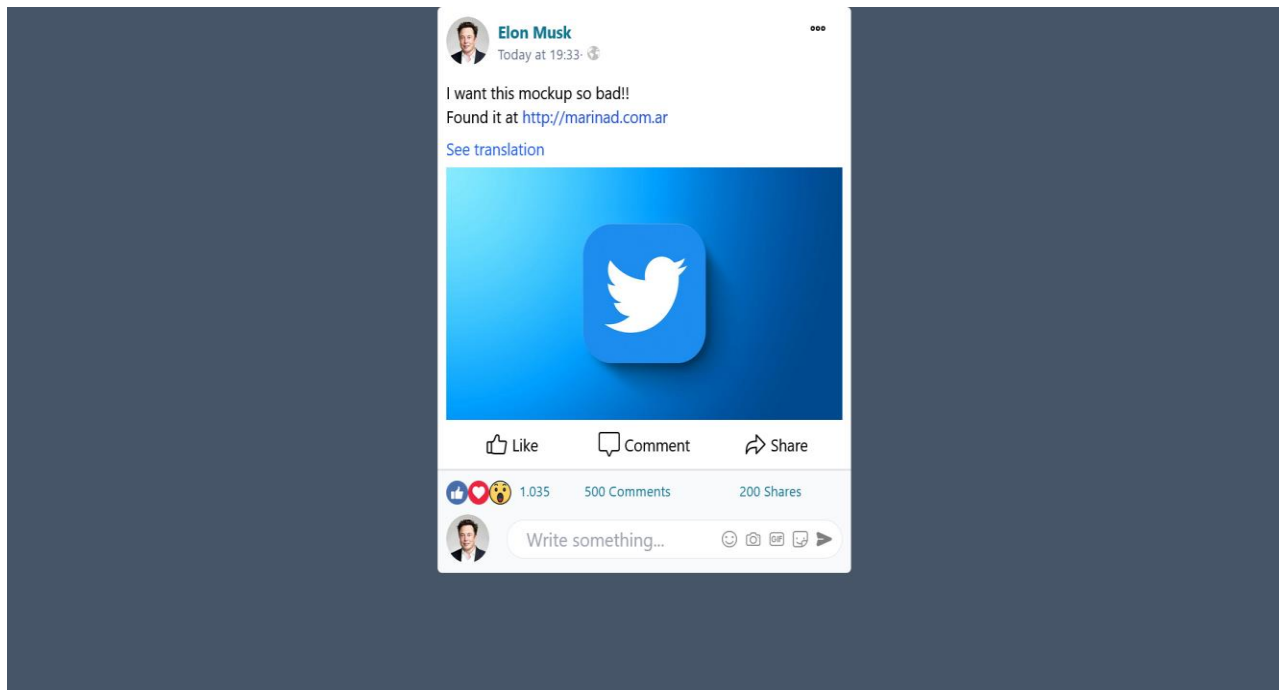 Elon Musk
Today at 19:33·
I want this mockup so bad!!
Found it at http://marinad.com.ar
See translation
Like Comment Share
1.035 500 Comments 200 Shares
Write something... GIF